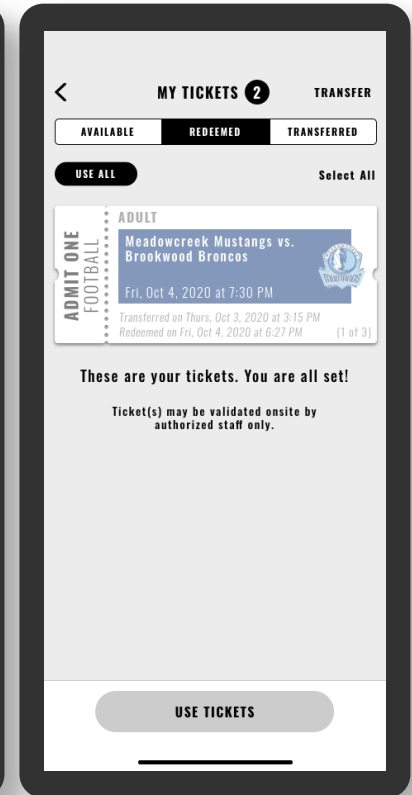 MY TICKETS 2 TRANSFER
AVAILABLE REDEEMED TRANSFERRED
USE ALL Select All
ADMIT ONE
FOOTBALL
ADULT
Meadowcreek Mustangs vs.
Brookwood Broncos
Fri, Oct 4, 2020 at 7:30 PM
MUSTANGS
Transferred on Thurs, Oct 3, 2020 at 3:15 PM
Redeemed on Fri, Oct 4, 2020 at 6:27 PM (1 of 3)
These are your tickets. You are all set!
Ticket(s) may be validated onsite by
authorized staff only.
USE TICKETS